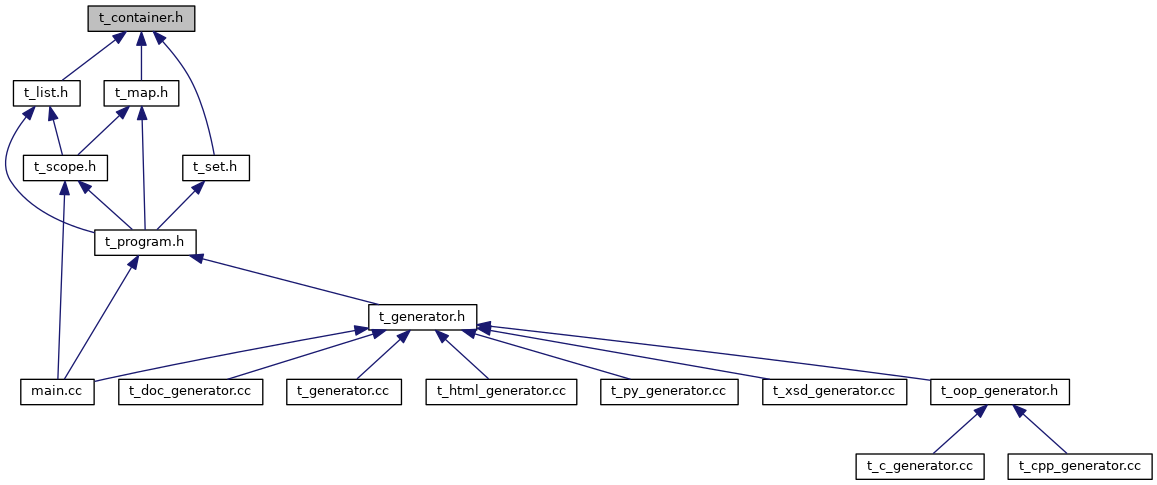 t_container.h
t_list.h
t_map.h
t_scope.h
t_set.h
t_program.h
t_generator.h
main.cc
t_doc_generator.cc
t_generator.cc
t_html_generator.cc
t_py_generator.cc
t_xsd_generator.cc
t_oop_generator.h
t_c_generator.cc
t_cpp_generator.cc